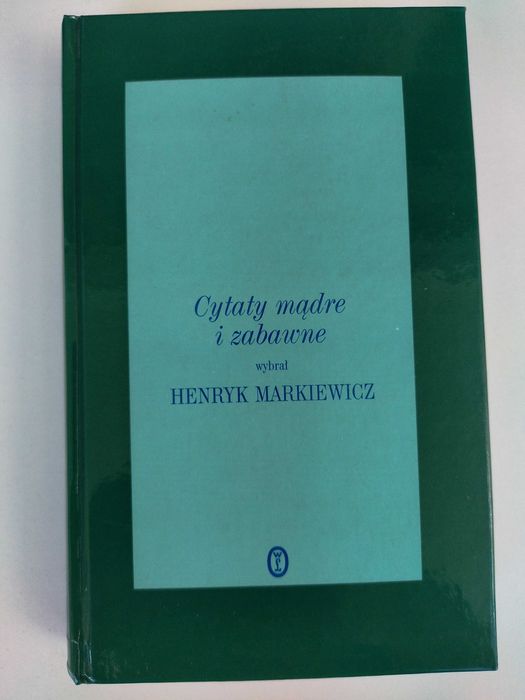 Cytaty mądre
i zabawne
wybrał
HENRYK MARKIEWICZ